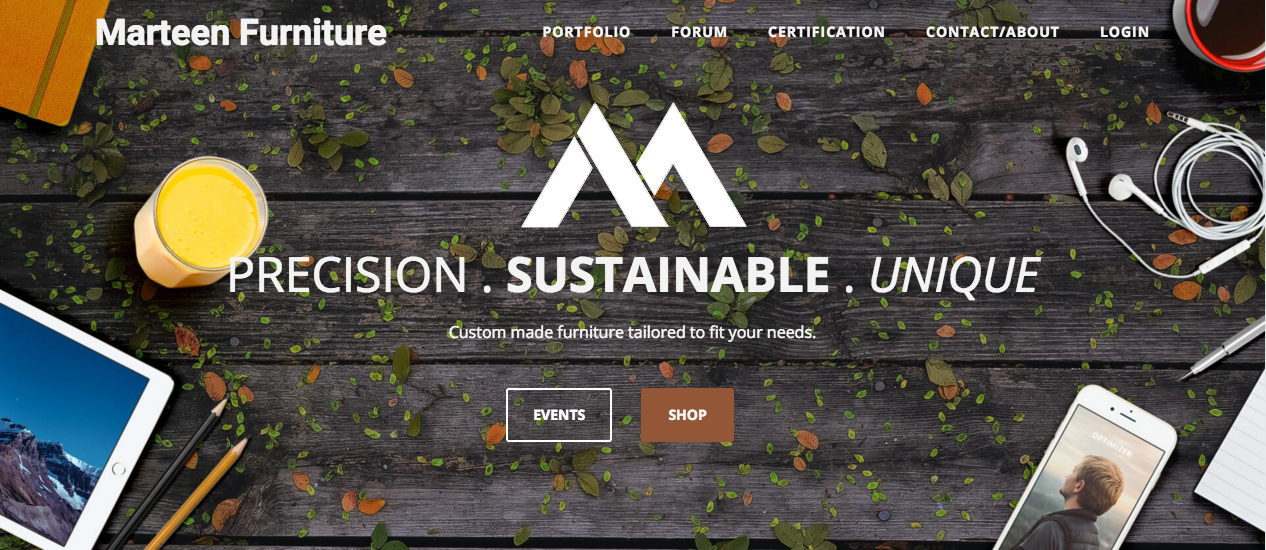 Marteen Furniture
PORTFOLIO FORUM CERTIFICATION CONTACT/ABOUT LOGIN
PRECISION . SUSTAINABLE . UNIQUE
Custom made furniture tailored to fit your needs.
EVENTS SHOP
OPTIMIZER